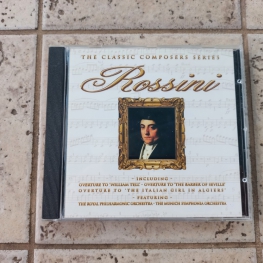 THE CLASSIC COMPOSERS SERIES
Rossini
- INCLUDING -
OVERTURE TO 'WILLIAM TELL' · OVERTURE TO 'THE BARBER OF SEVILLE'
OVERTURE TO 'THE ITALIAN GIRL IN ALGIERS'
- FEATURING -
THE ROYAL PHILHARMONIC ORCHESTRA · THE MUNICH SYMPHONIA ORCHESTRA